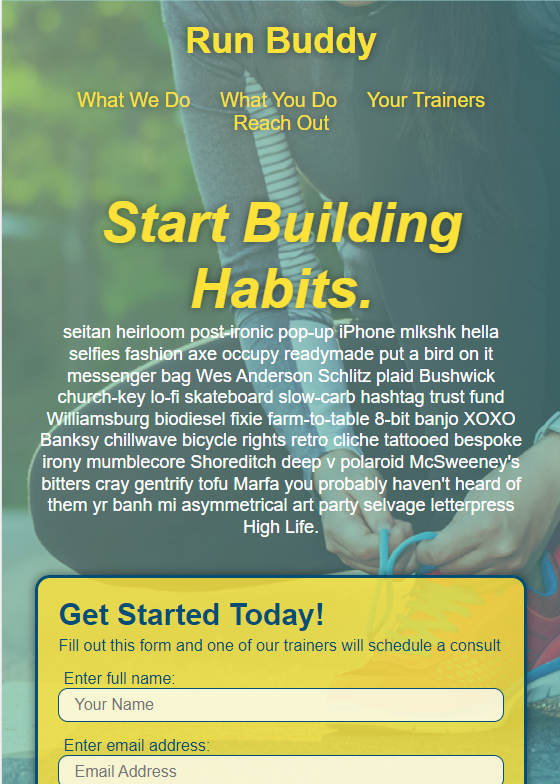 Run Buddy
What We Do What You Do Your Trainers
Reach Out
Start Building
Habits.
seitan heirloom post-ironic pop-up iPhone mlkshk hella
selfies fashion axe occupy readymade put a bird on it
messenger bag Wes Anderson Schlitz plaid Bushwick
church-key lo-fi skateboard slow-carb hashtag trust fund
Williamsburg biodiesel fixie farm-to-table 8-bit banjo XOXO
Banksy chillwave bicycle rights retro cliche tattooed bespoke
irony mumblecore Shoreditch deep v polaroid McSweeney's
bitters cray gentrify tofu Marfa you probably haven't heard of
them yr banh mi asymmetrical art party selvage letterpress
High Life.
Get Started Today!
Fill out this form and one of our trainers will schedule a consult
Enter full name:
Your Name
Enter email address:
Email Address